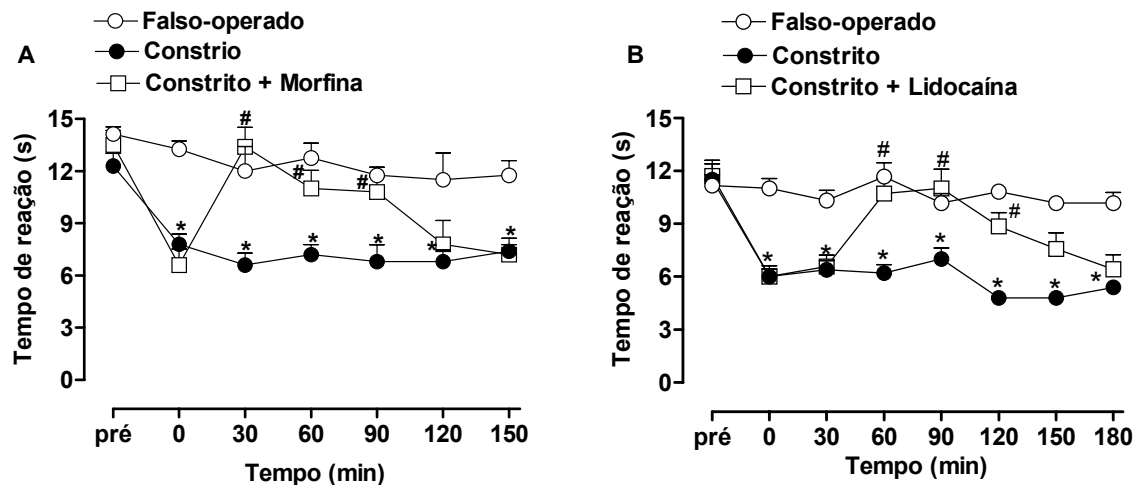 A
Falso-operado
Constrio
Constrito + Morfina
Tempo de reação (s)
15
12
9
6
3
0
#
#
#
*
*
*
*
*
*
pré 0 30 60 90 120 150
Tempo (min)
B
Falso-operado
Constrito
Constrito + Lidocaína
Tempo de reação (s)
15
12
9
6
3
0
#
#
#
*
*
*
*
*
*
*
pré 0 30 60 90 120 150 180
Tempo (min)